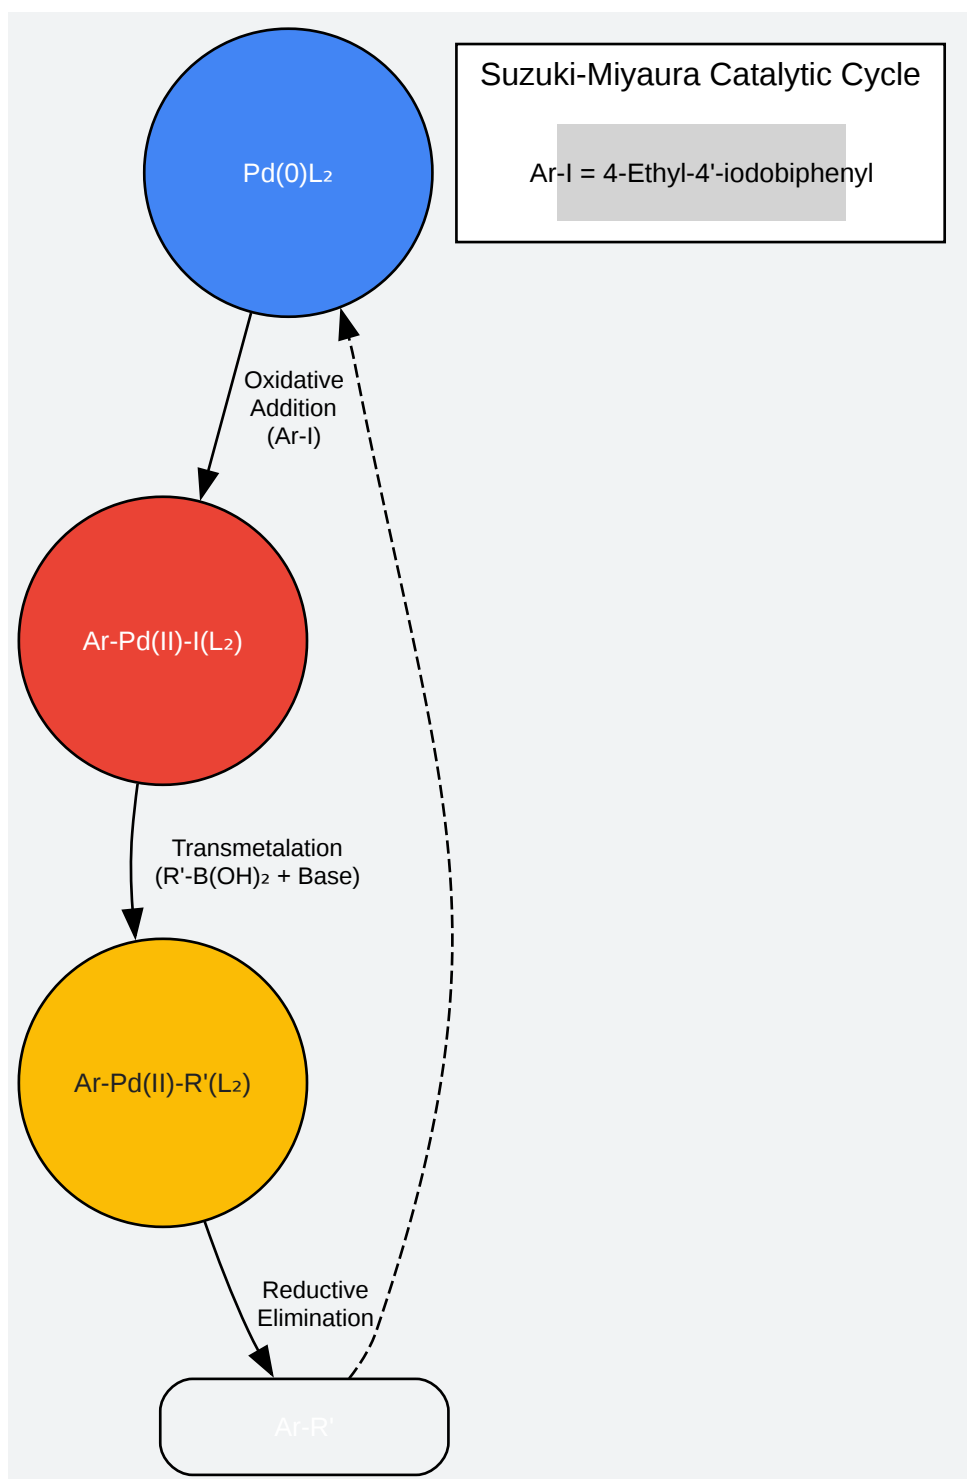 Suzuki-Miyaura Catalytic Cycle
Pd(0)L₂
Ar-I = 4-Ethyl-4'-iodobiphenyl
Oxidative
Addition
(Ar-I)
Ar-Pd(II)-I(L₂)
Transmetalation
(R'-B(OH)₂ + Base)
Ar-Pd(II)-R'(L₂)
Reductive
Elimination
Ar-R'